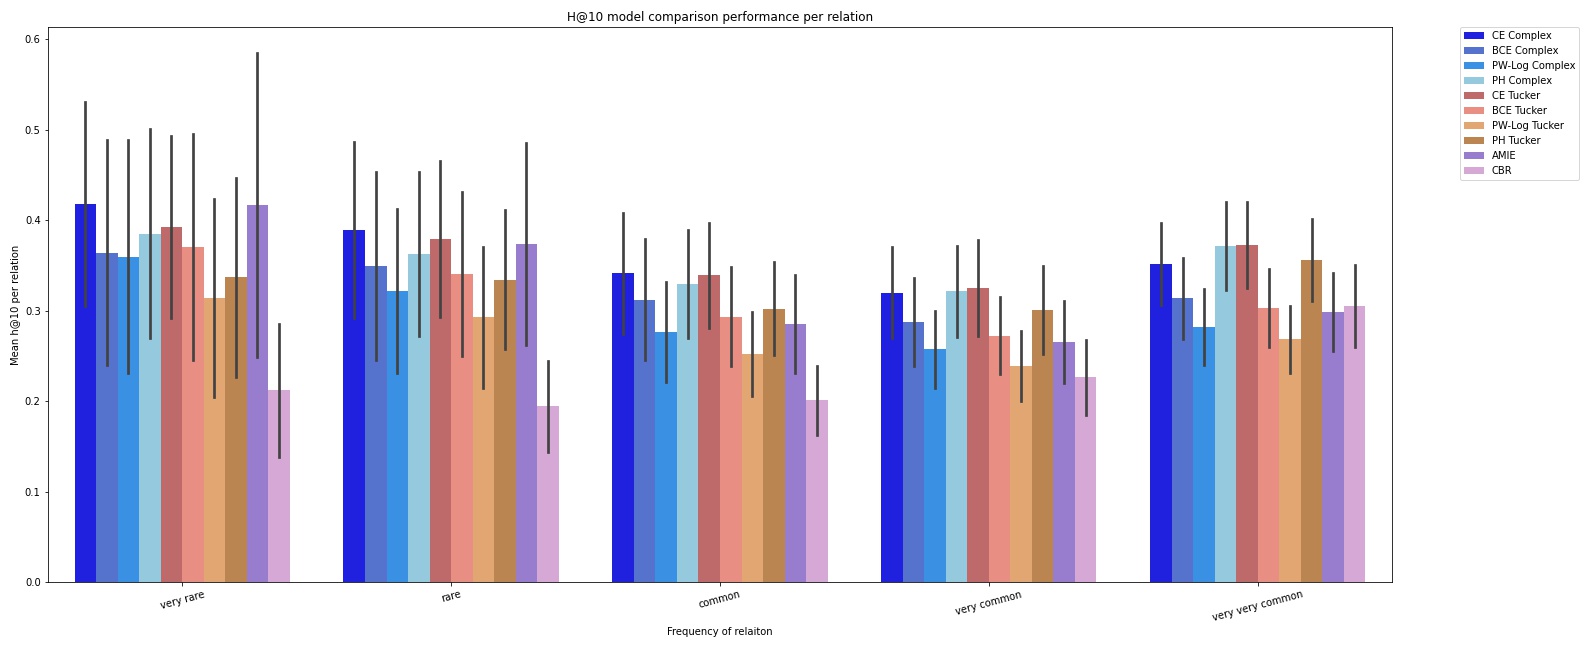 H@10 model comparison performance per relation
Mean h@10 per relation
0.6
0.5
0.4
0.3
0.2
0.1
0.0
very rare
rare
common
very common
very very common
Frequency of relaiton
CE Complex
BCE Complex
PW-Log Complex
PH Complex
CE Tucker
BCE Tucker
PW-Log Tucker
PH Tucker
AMIE
CBR